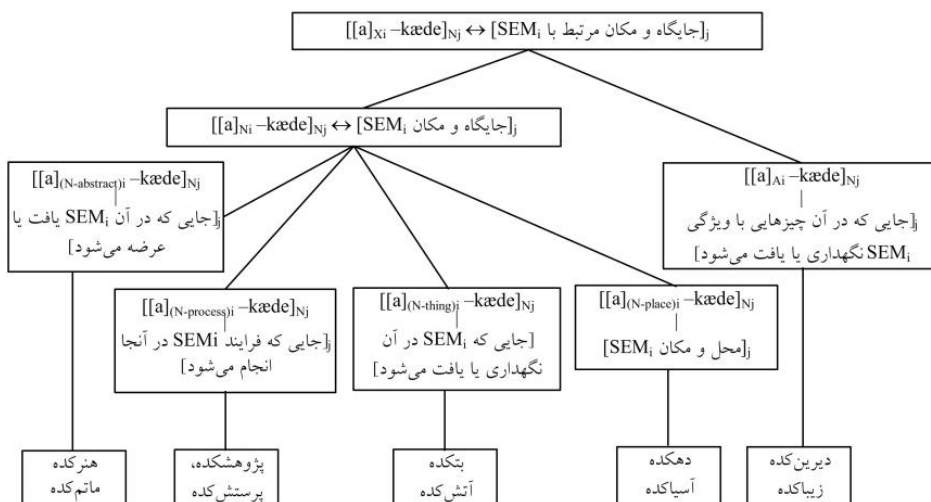 [[a]Xi –kæde]Nj ↔ [SEMi جایگاه و مکان مرتبط با]j
[[a]Ni –kæde]Nj ↔ [SEMi جایگاه و مکان]j
[[a](N-abstract)i –kæde]Nj
[جایی که در آن SEMi یافت یا
عرضه می‌شود]j
[[a]Ai –kæde]Nj
[جایی که در آن چیزهایی با ویژگی
SEMi نگهداری یا یافت می‌شود]j
[[a](N-process)i –kæde]Nj
[جایی که فرایند SEMi در آنجا
انجام می‌شود]j
[[a](N-thing)i –kæde]Nj
[جایی که SEMi در آن
نگهداری یا یافت می‌شود]
[[a](N-place)i –kæde]Nj
[محل و مکان SEMi]j
هنرکده
ماتم‌کده
پژوهشکده،
پرستش‌کده
بتکده
آتش‌کده
دهکده
آسیاکده
دیرین‌کده
زیباکده